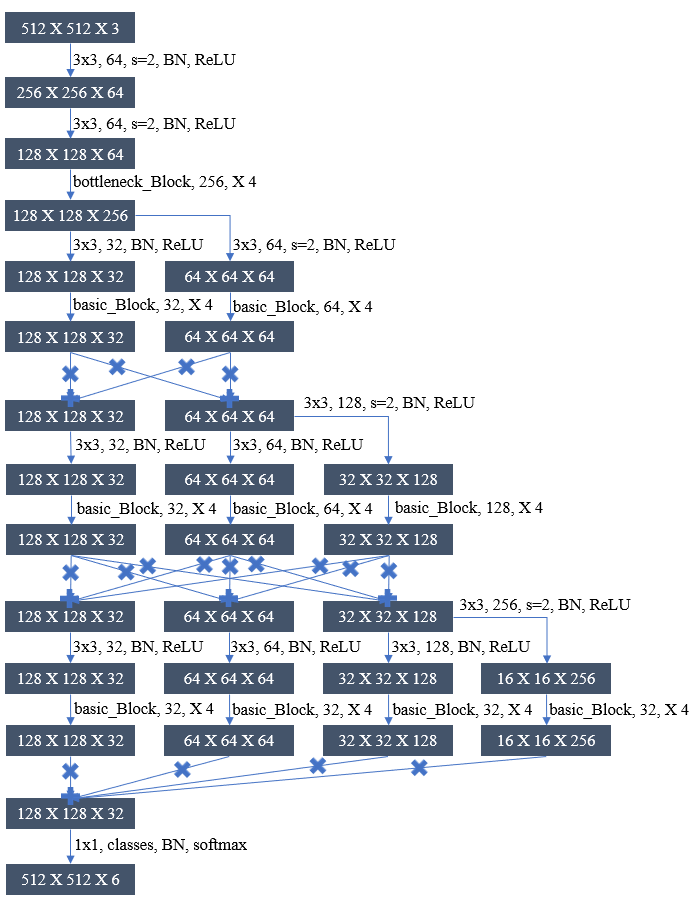 512 X 512 X 3
3x3, 64, s=2, BN, ReLU
256 X 256 X 64
3x3, 64, s=2, BN, ReLU
128 X 128 X 64
bottleneck_Block, 256, X 4
128 X 128 X 256
3x3, 32, BN, ReLU
3x3, 64, s=2, BN, ReLU
128 X 128 X 32
64 X 64 X 64
basic_Block, 32, X 4
basic_Block, 64, X 4
128 X 128 X 32
64 X 64 X 64
128 X 128 X 32
64 X 64 X 64
3x3, 128, s=2, BN, ReLU
3x3, 32, BN, ReLU
3x3, 64, BN, ReLU
128 X 128 X 32
64 X 64 X 64
32 X 32 X 128
basic_Block, 32, X 4
basic_Block, 64, X 4
basic_Block, 128, X 4
128 X 128 X 32
64 X 64 X 64
32 X 32 X 128
128 X 128 X 32
64 X 64 X 64
32 X 32 X 128
3x3, 256, s=2, BN, ReLU
3x3, 32, BN, ReLU
3x3, 64, BN, ReLU
3x3, 128, BN, ReLU
128 X 128 X 32
64 X 64 X 64
32 X 32 X 128
16 X 16 X 256
basic_Block, 32, X 4
basic_Block, 32, X 4
basic_Block, 32, X 4
basic_Block, 32, X 4
128 X 128 X 32
64 X 64 X 64
32 X 32 X 128
16 X 16 X 256
128 X 128 X 32
1x1, classes, BN, softmax
512 X 512 X 6